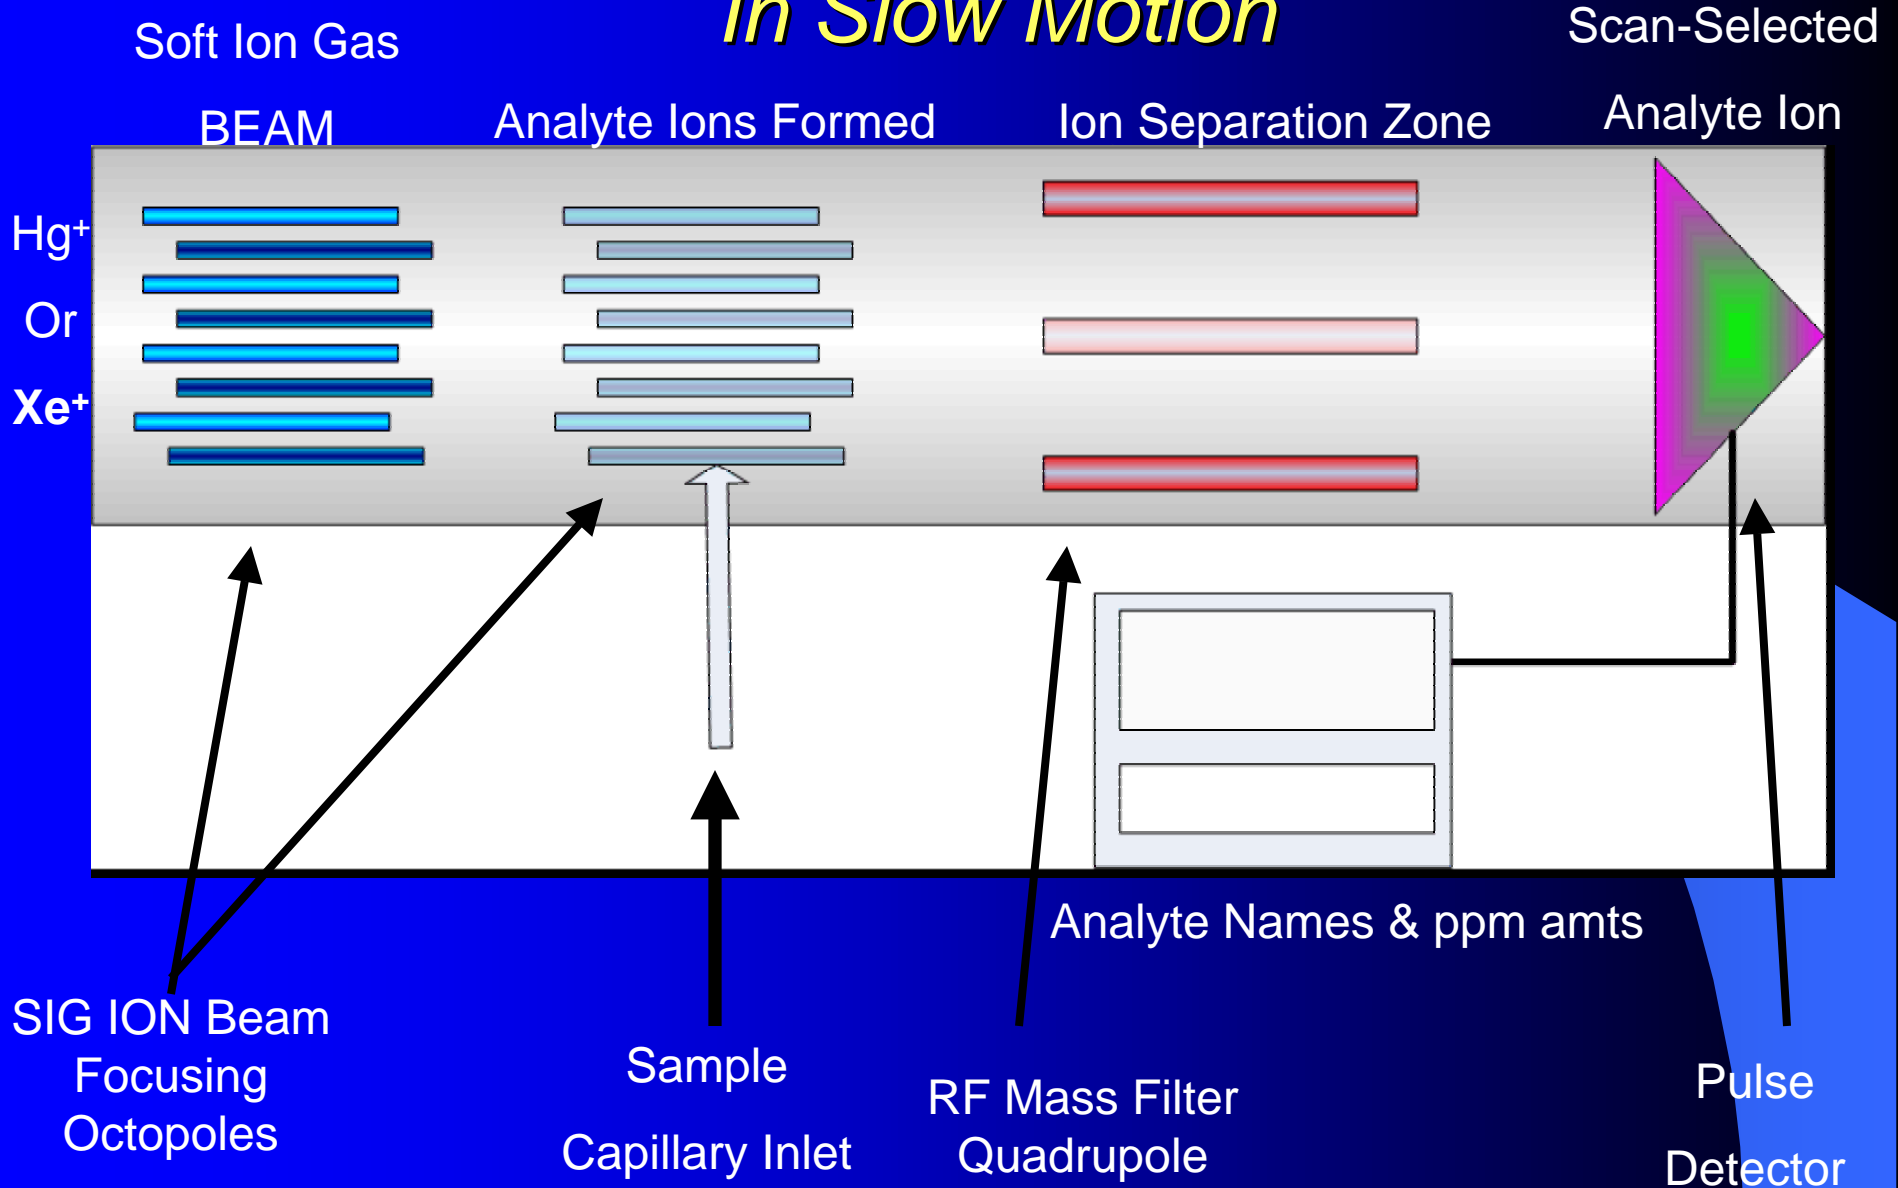 In Slow Motion
Soft Ion Gas
BEAM
Analyte Ions Formed
Ion Separation Zone
Scan-Selected
Analyte Ion
Hg⁺
Or
Xe⁺
Analyte Names & ppm amts
SIG ION Beam
Focusing
Octopoles
Sample
Capillary Inlet
RF Mass Filter
Quadrupole
Pulse
Detector